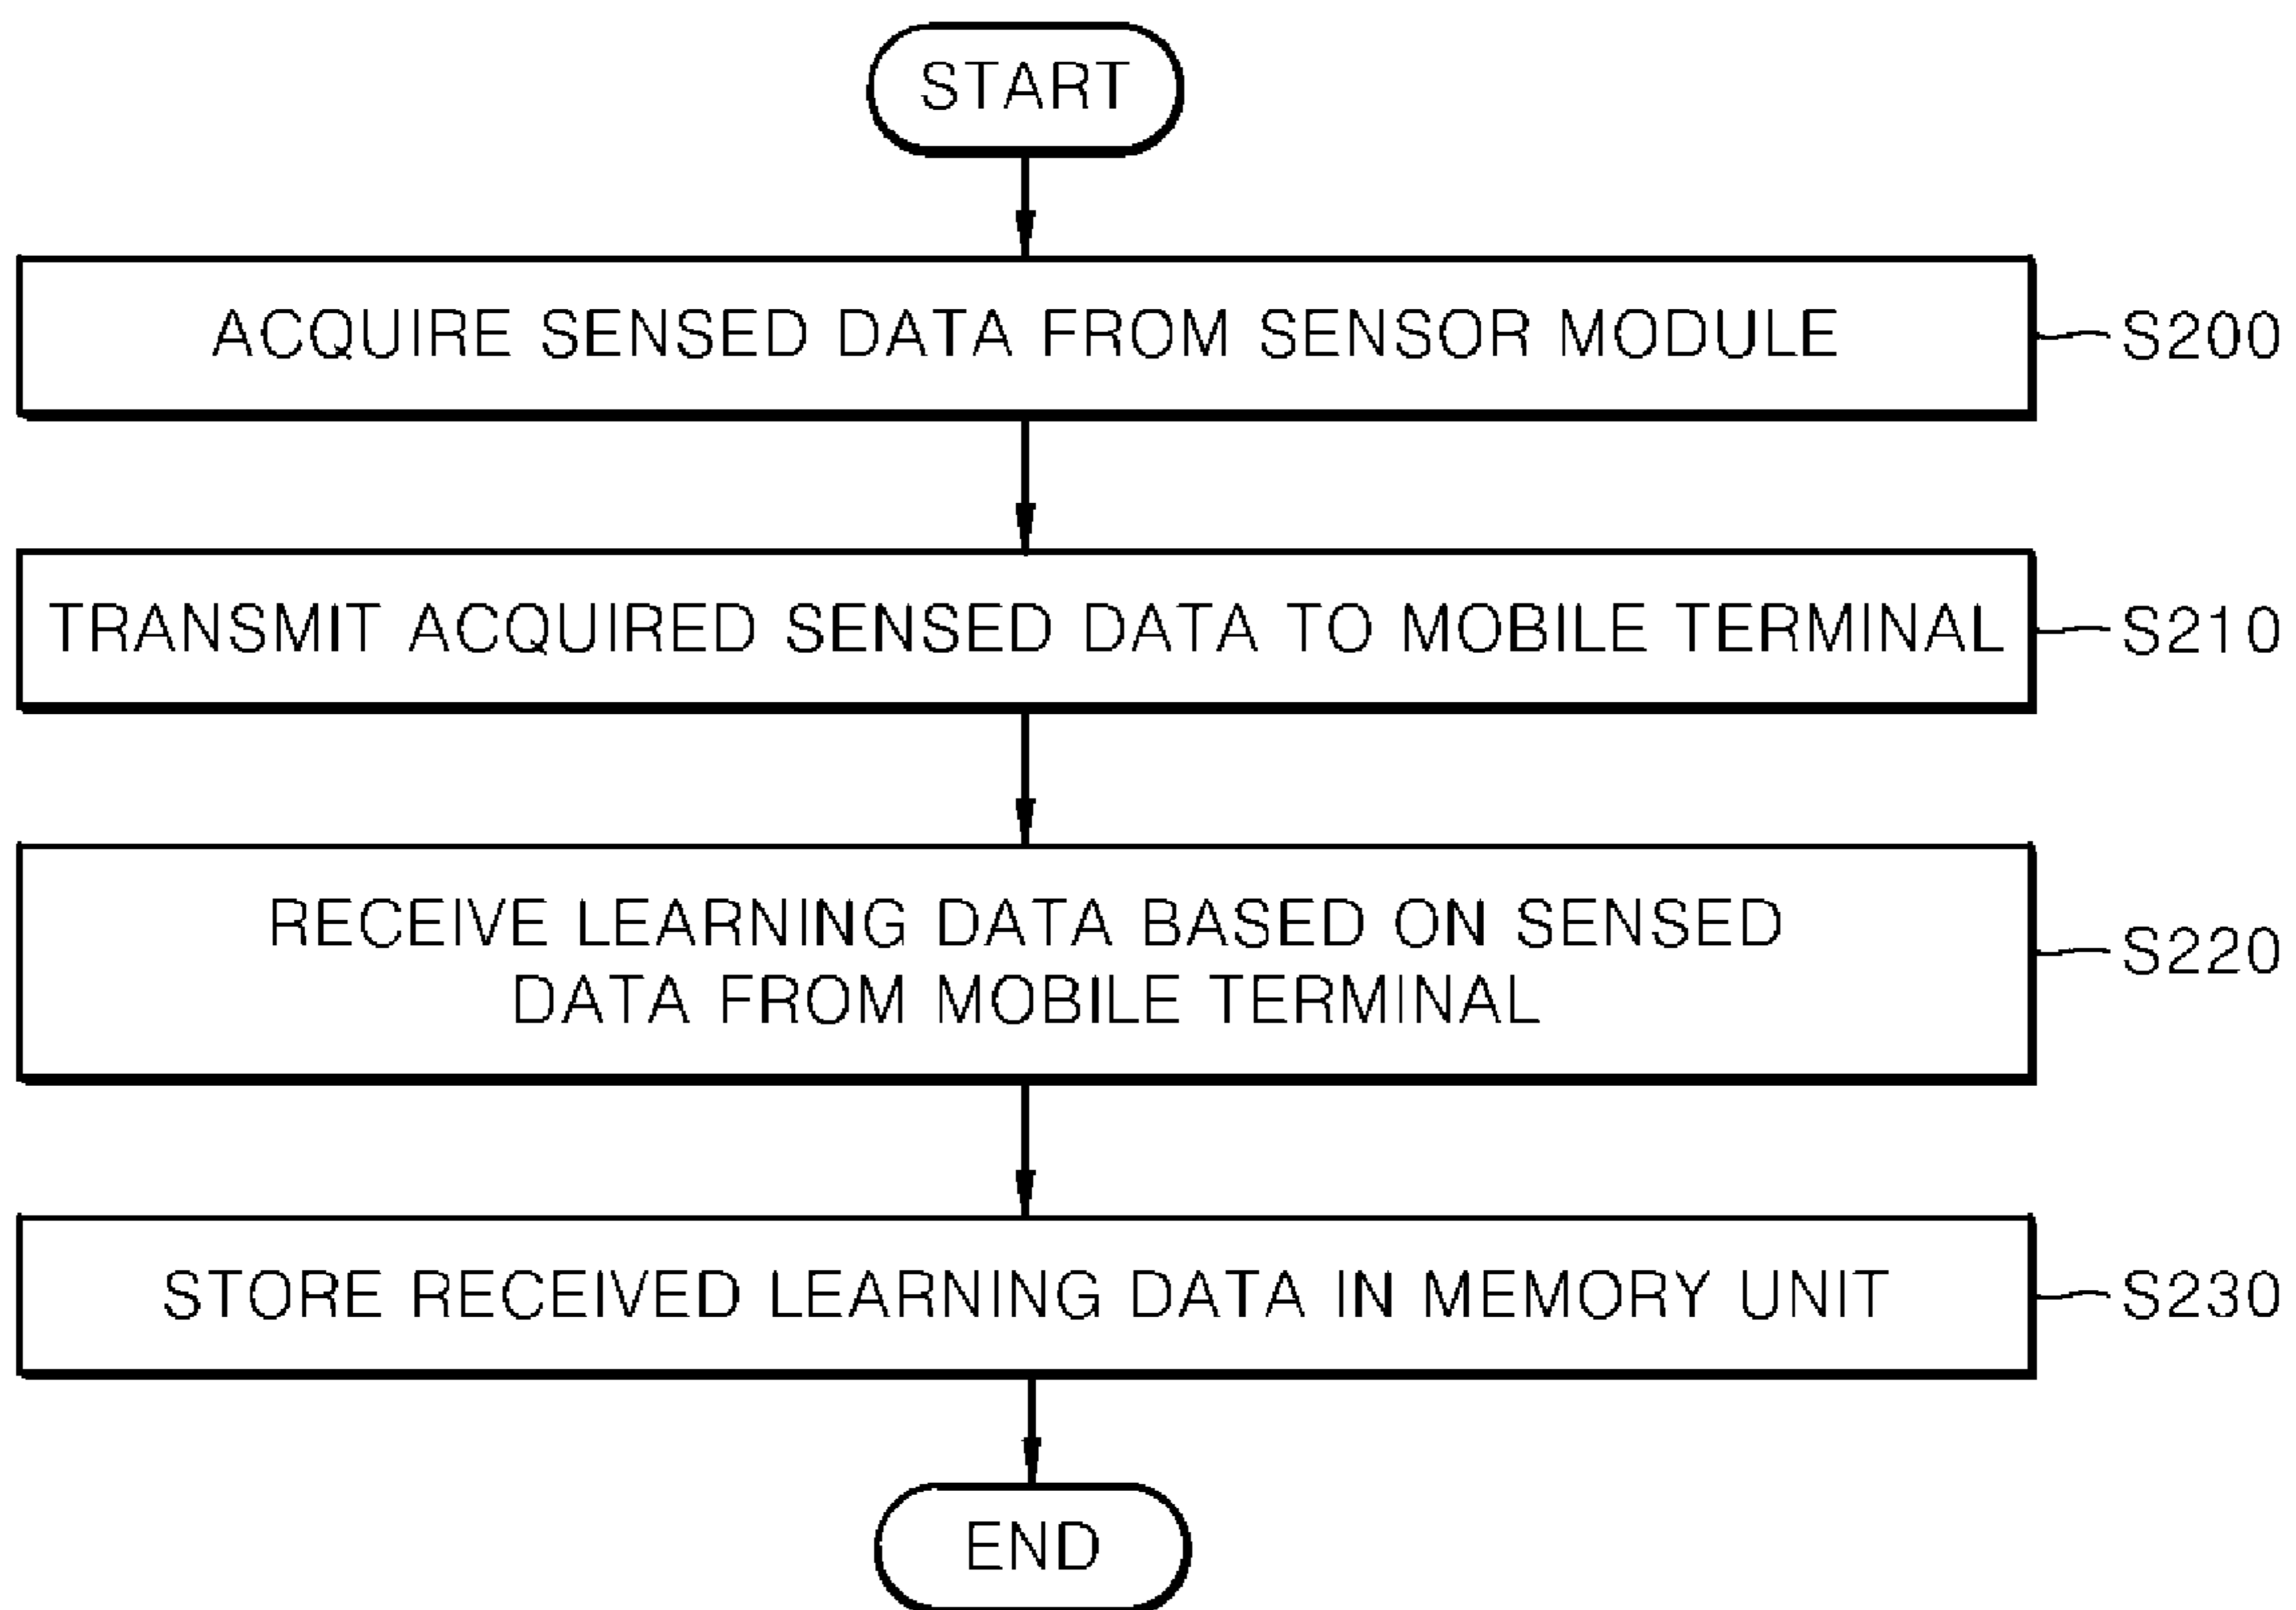 START
ACQUIRE SENSED DATA FROM SENSOR MODULE
S200
TRANSMIT ACQUIRED SENSED DATA TO MOBILE TERMINAL
S210
RECEIVE LEARNING DATA BASED ON SENSED
DATA FROM MOBILE TERMINAL
S220
STORE RECEIVED LEARNING DATA IN MEMORY UNIT
S230
END